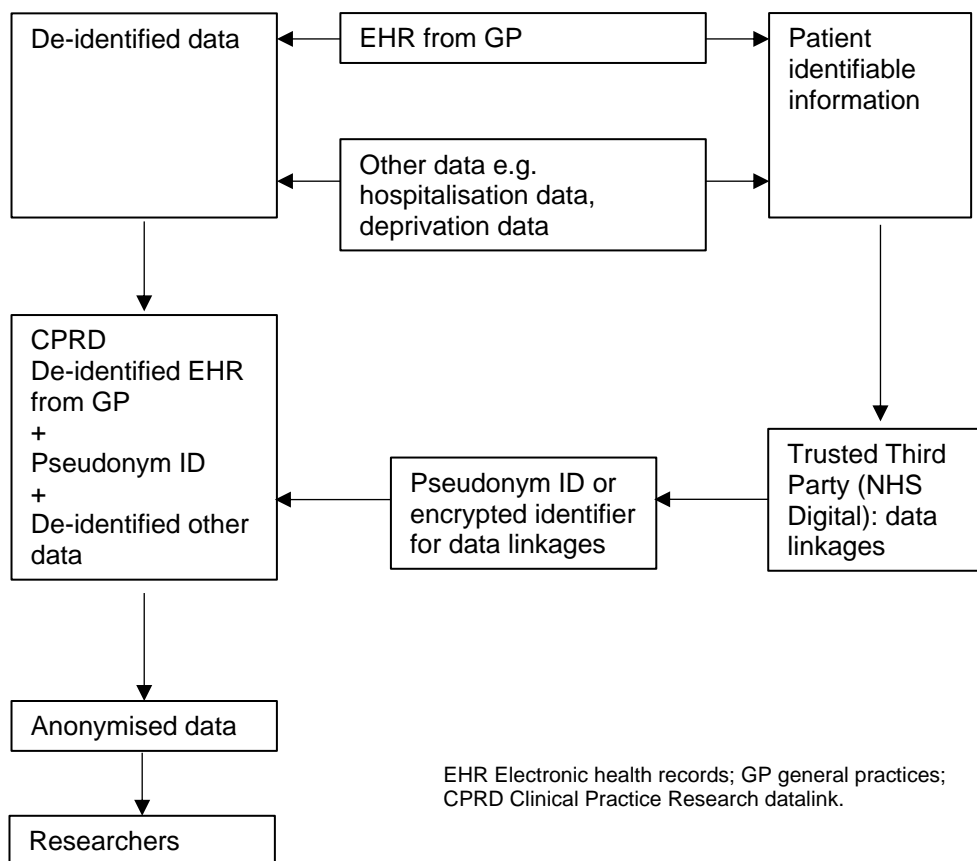 De-identified data
EHR from GP
Patient
identifiable
information
Other data e.g.
hospitalisation data,
deprivation data
CPRD
De-identified EHR
from GP
+
Pseudonym ID
+
De-identified other
data
Pseudonym ID or
encrypted identifier
for data linkages
Trusted Third
Party (NHS
Digital): data
linkages
Anonymised data
EHR Electronic health records; GP general practices;
CPRD Clinical Practice Research datalink.
Researchers